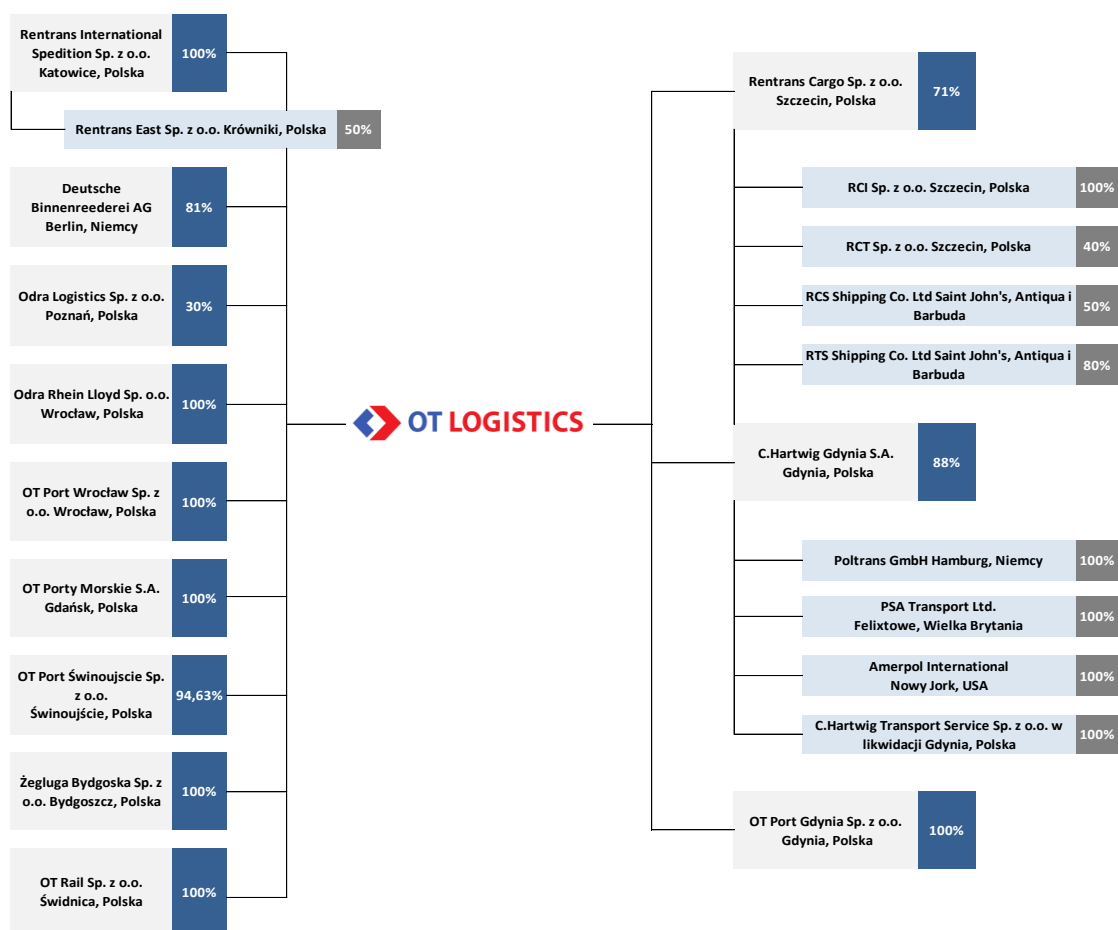 Rentrans International
Spedition Sp. z o.o.
Katowice, Polska
100%
Rentrans East Sp. z o.o. Krówniki, Polska
50%
Deutsche
Binnenreederei AG
Berlin, Niemcy
81%
Odra Logistics Sp. z o.o.
Poznań, Polska
30%
Odra Rhein Lloyd Sp. o.o.
Wrocław, Polska
100%
OT Port Wrocław Sp. z
o.o. Wrocław, Polska
100%
OT Porty Morskie S.A.
Gdańsk, Polska
100%
OT Port Świnoujscie Sp.
z o.o.
Świnoujście, Polska
94,63%
Żegluga Bydgoska Sp. z
o.o. Bydgoszcz, Polska
100%
OT Rail Sp. z o.o.
Świdnica, Polska
100%
OT LOGISTICS
Rentrans Cargo Sp. z o.o.
Szczecin, Polska
71%
RCI Sp. z o.o. Szczecin, Polska
100%
RCT Sp. z o.o. Szczecin, Polska
40%
RCS Shipping Co. Ltd Saint John's, Antiqua i
Barbuda
50%
RTS Shipping Co. Ltd Saint John's, Antiqua i
Barbuda
80%
C.Hartwig Gdynia S.A.
Gdynia, Polska
88%
Poltrans GmbH Hamburg, Niemcy
100%
PSA Transport Ltd.
Felixtowe, Wielka Brytania
100%
Amerpol International
Nowy Jork, USA
100%
C.Hartwig Transport Service Sp. z o.o. w
likwidacji Gdynia, Polska
100%
OT Port Gdynia Sp. z o.o.
Gdynia, Polska
100%